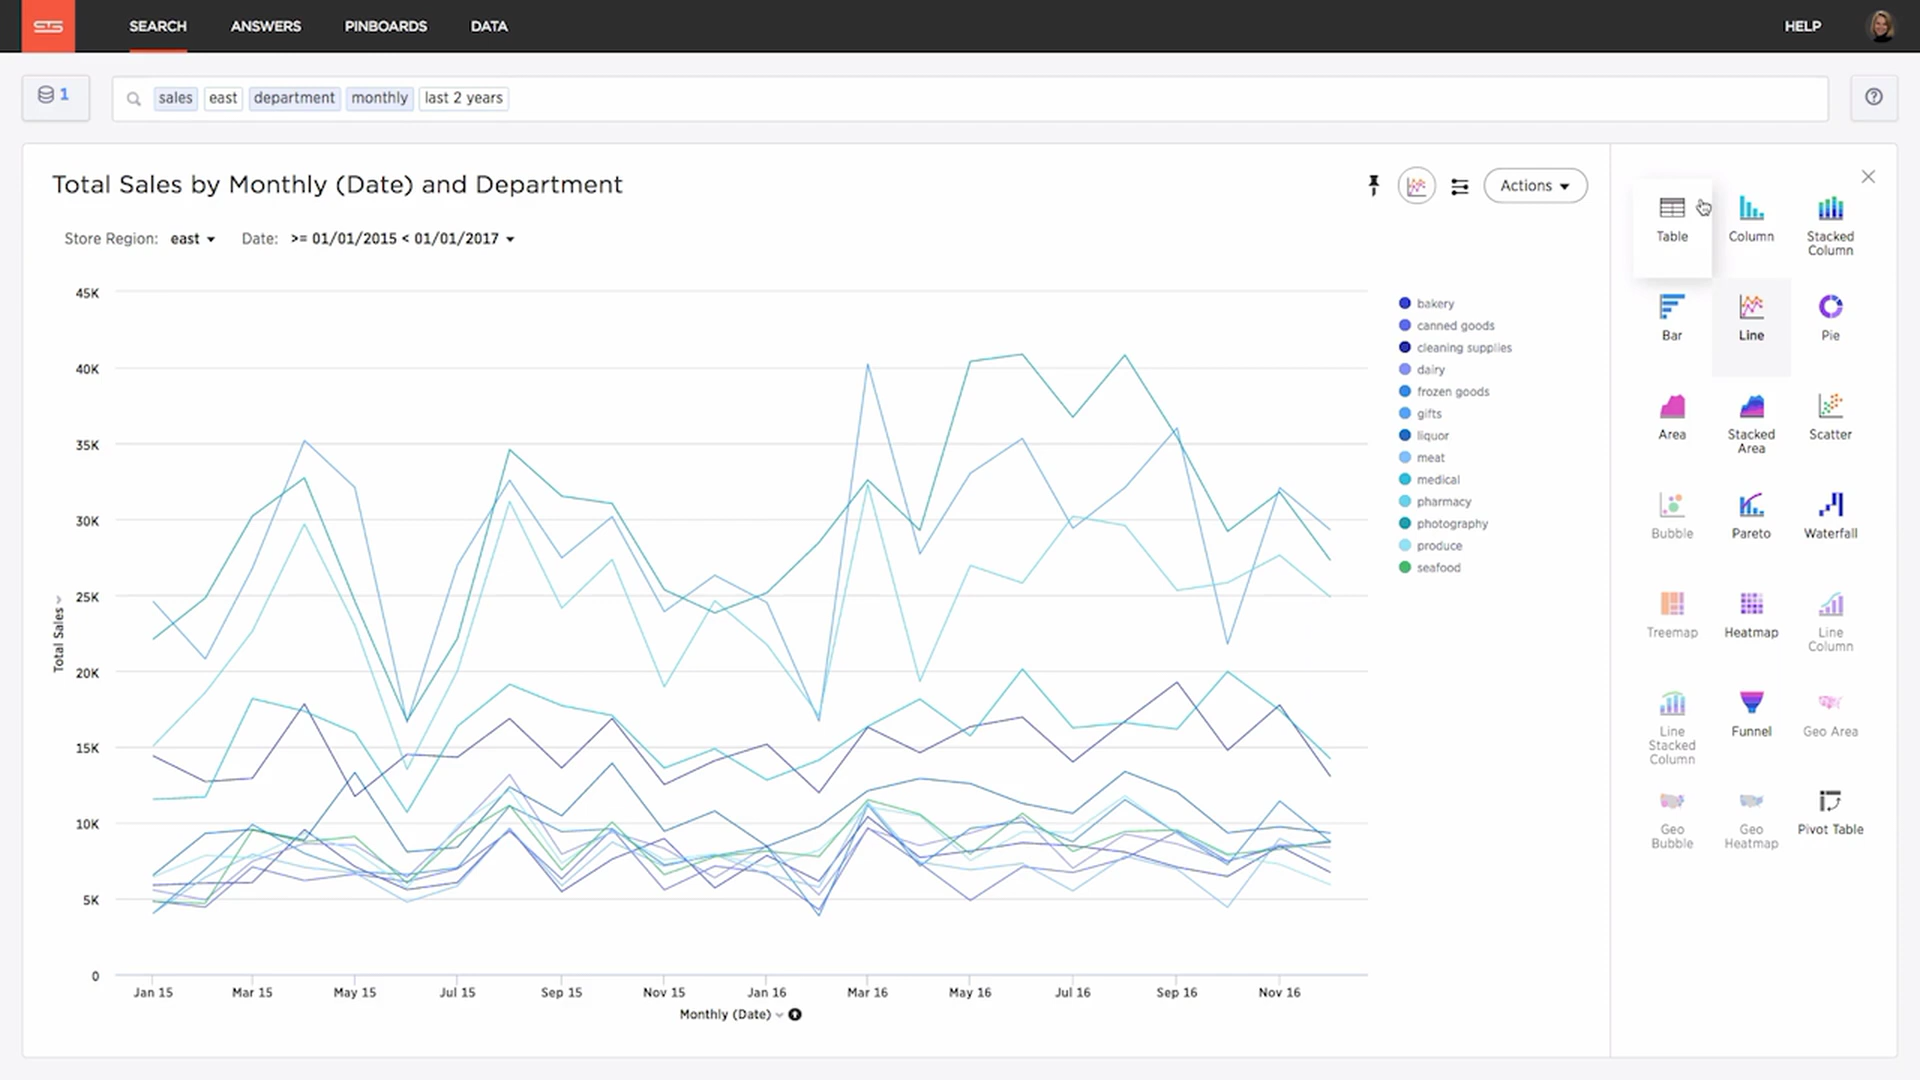 SEARCH ANSWERS PINBOARDS DATA HELP
1 sales east department monthly last 2 years
Total Sales by Monthly (Date) and Department
Actions
Store Region: east Date: >= 01/01/2015 < 01/01/2017
45K
40K
35K
30K
25K
20K
15K
10K
5K
0
Total Sales
Jan 15 Mar 15 May 15 Jul 15 Sep 15 Nov 15 Jan 16 Mar 16 May 16 Jul 16 Sep 16 Nov 16
Monthly (Date)
bakery
canned goods
cleaning supplies
dairy
frozen goods
gifts
liquor
meat
medical
pharmacy
photography
produce
seafood
Table
Column
Stacked
Column
Bar
Line
Pie
Area
Stacked
Area
Scatter
Bubble
Pareto
Waterfall
Treemap
Heatmap
Line
Column
Line
Stacked
Column
Funnel
Geo Area
Geo
Bubble
Geo
Heatmap
Pivot Table